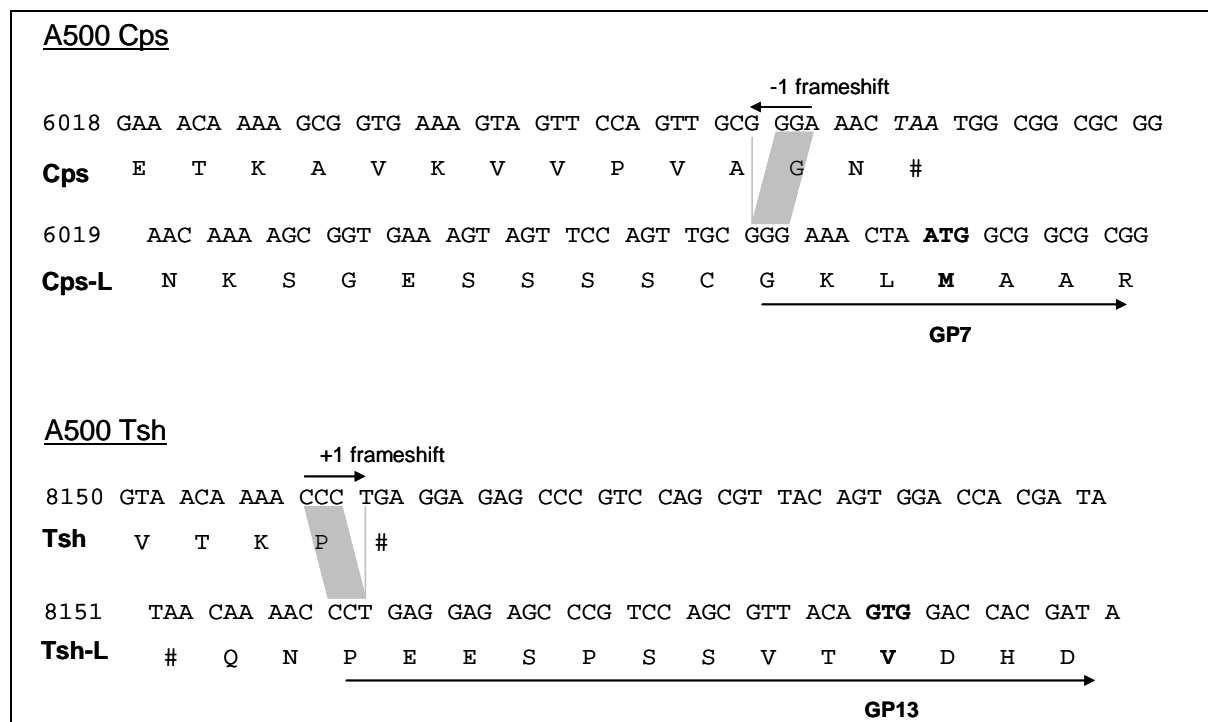 A500 Cps
-1 frameshift
6018 GAA ACA AAA GCG GTG AAA GTA GTT CCA GTT GCG GGA AAC TAA TGG CGG CGC GG
Cps E T K A V K V V P V A G N #
6019 AAC AAA AGC GGT GAA AGT AGT TCC AGT TGC GGG AAA CTA ATG GCG GCG CGG
Cps-L N K S G E S S S S C G K L M A A R
GP7
A500 Tsh
+1 frameshift
8150 GTA ACA AAA CCC TGA GGA GAG CCC GTC CAG CGT TAC AGT GGA CCA CGA TA
Tsh V T K P #
8151 TAA CAA AAC CCT GAG GAG AGC CCG TCC AGC GTT ACA GTG GAC CAC GAT A
Tsh-L # Q N P E E S P S S V T V D H D
GP13